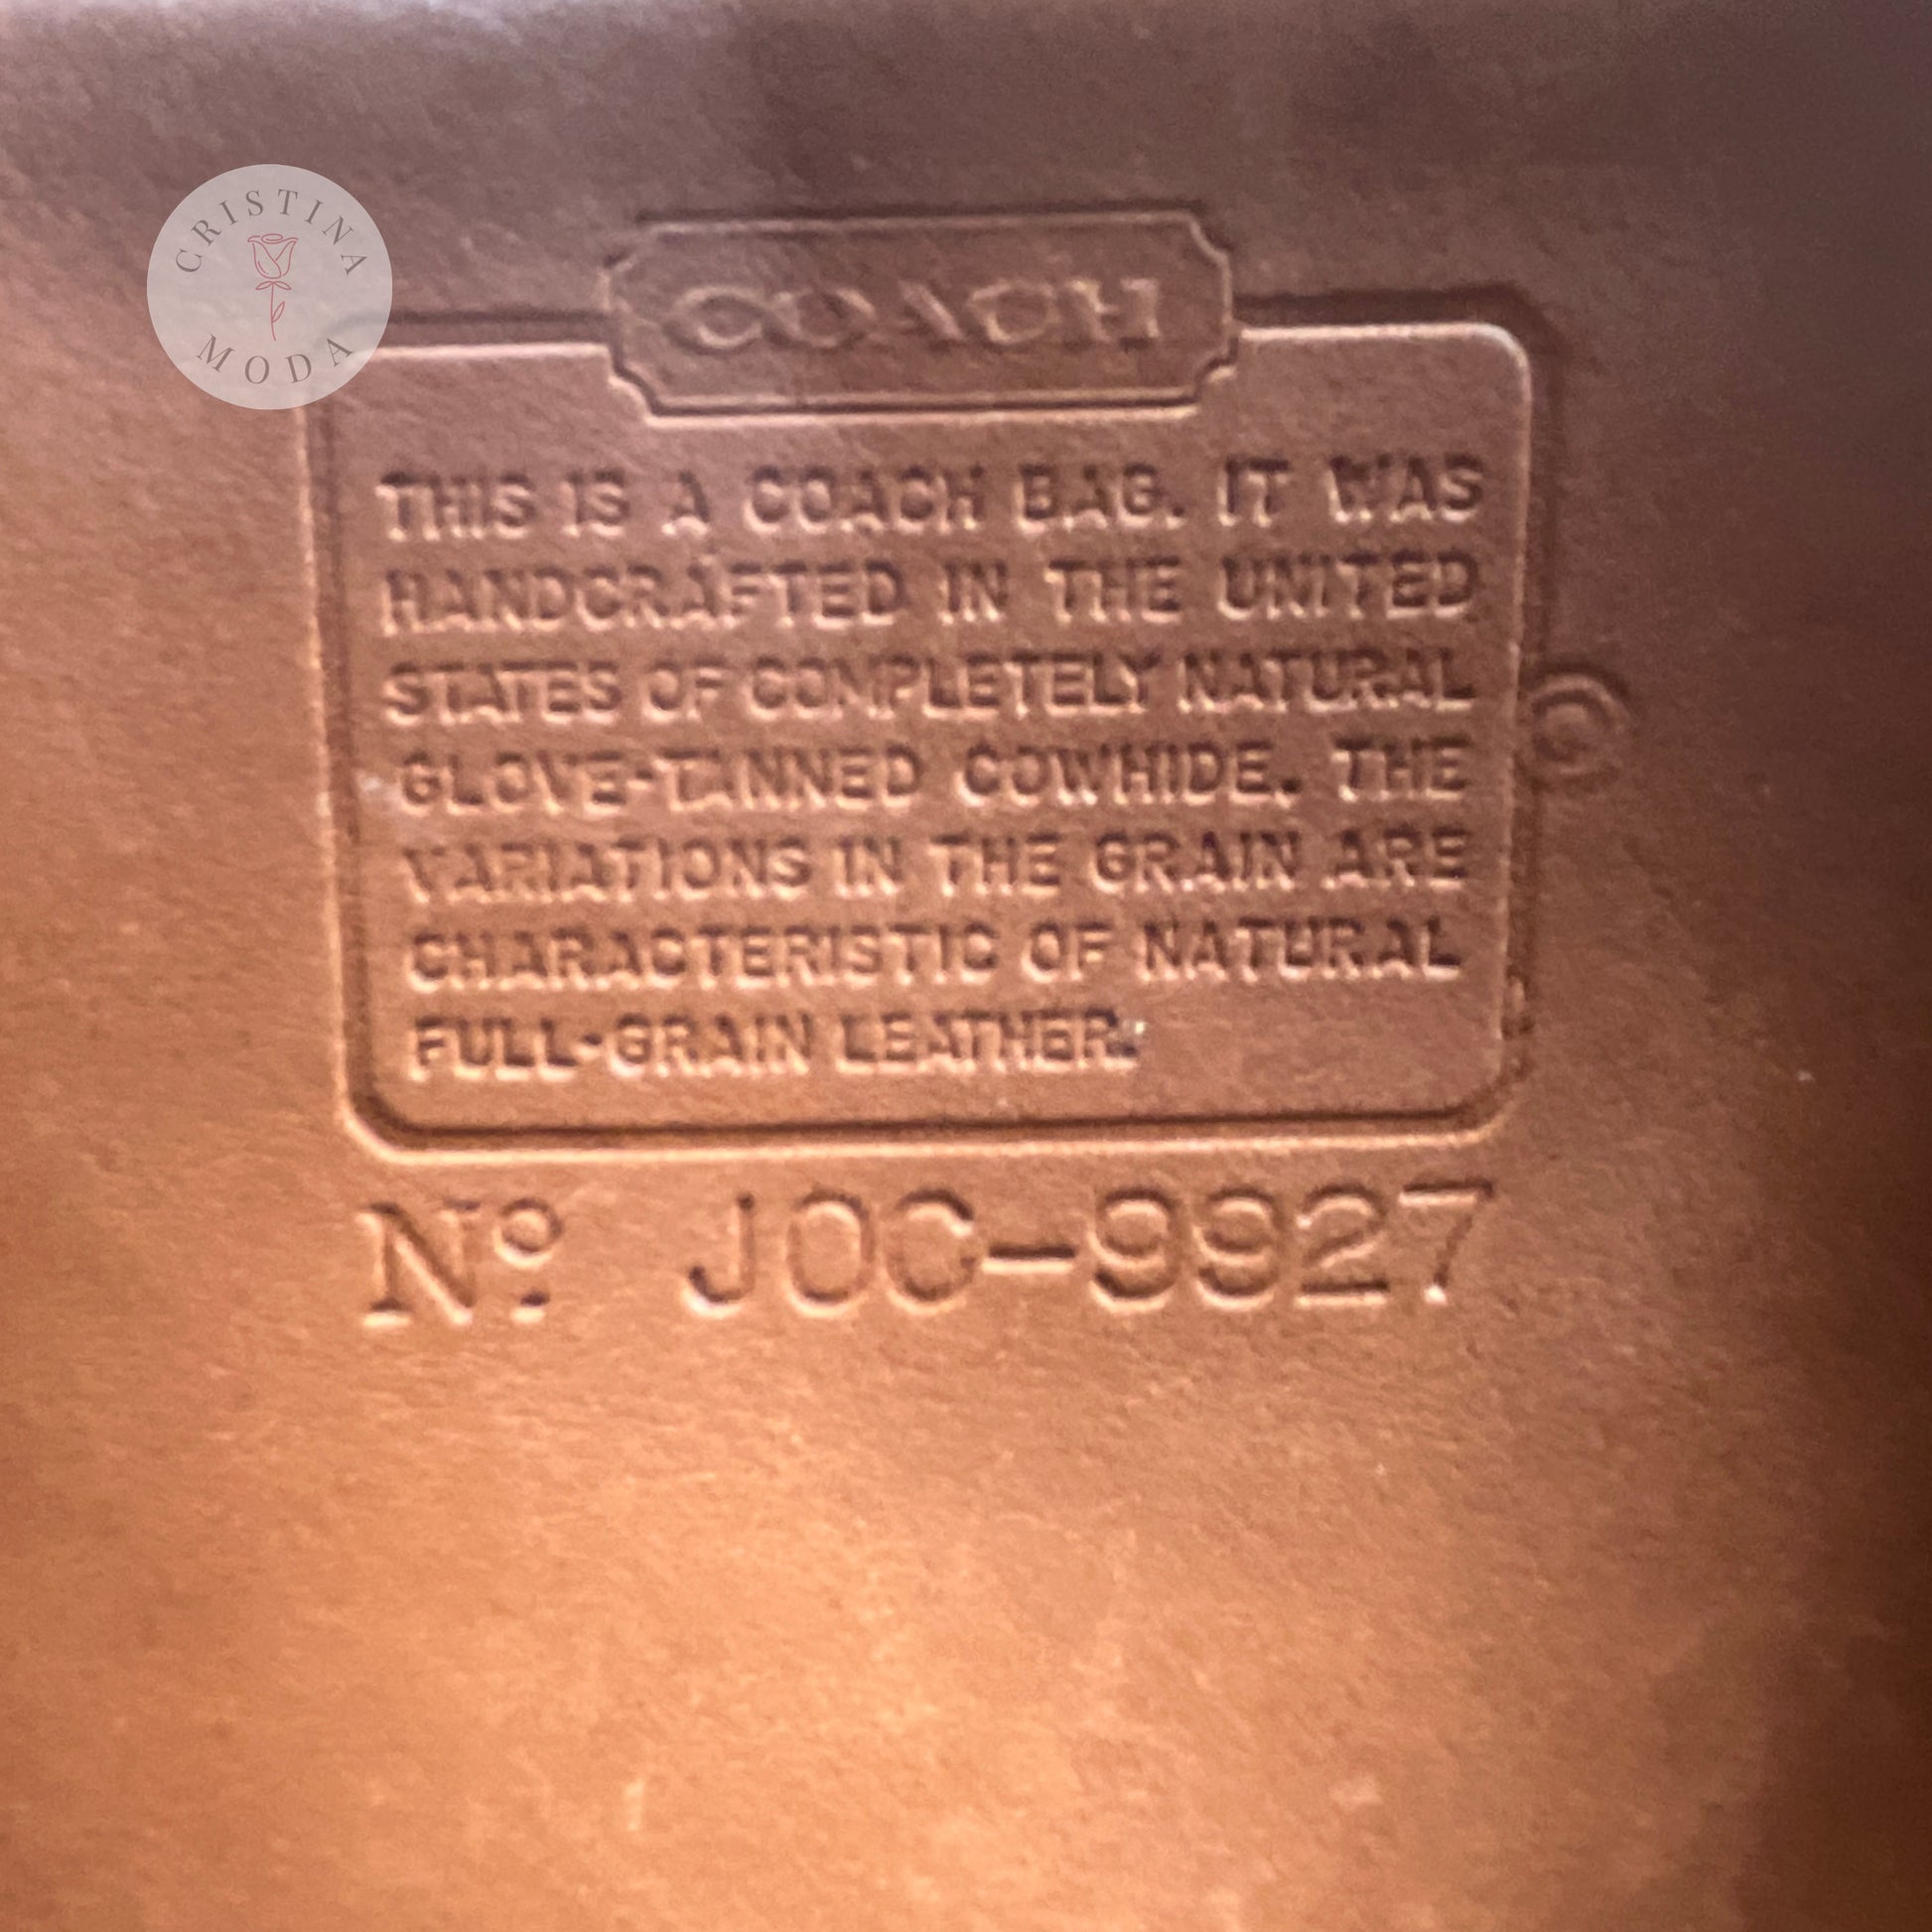 CRISTINA
MODA
COACH
THIS IS A COACH BAG. IT WAS
HANDCRAFTED IN THE UNITED
STATES OF COMPLETELY NATURAL
GLOVE-TANNED COWHIDE. THE
VARIATIONS IN THE GRAIN ARE
CHARACTERISTIC OF NATURAL
FULL-GRAIN LEATHER.
Nº JOC-9927